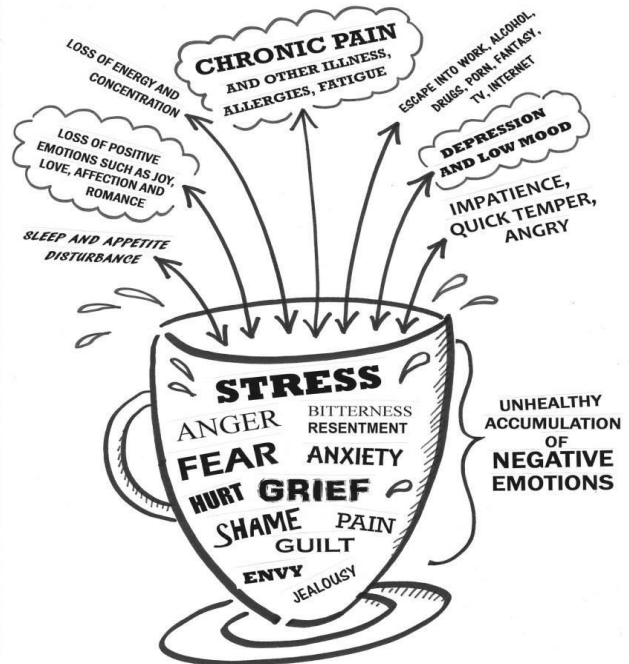 LOSS OF ENERGY AND
CONCENTRATION
CHRONIC PAIN
AND OTHER ILLNESS,
ALLERGIES, FATIGUE
ESCAPE INTO WORK, ALCOHOL,
DRUGS, PORN, FANTASY,
TV, INTERNET
LOSS OF POSITIVE
EMOTIONS SUCH AS JOY,
LOVE, AFFECTION AND
ROMANCE
DEPRESSION
AND LOW MOOD
SLEEP AND APPETITE
DISTURBANCE
IMPATIENCE,
QUICK TEMPER,
ANGRY
STRESS
ANGER
BITTERNESS
RESENTMENT
FEAR
ANXIETY
HURT
GRIEF
SHAME
PAIN
GUILT
ENVY
JEALOUSY
UNHEALTHY
ACCUMULATION
OF
NEGATIVE
EMOTIONS